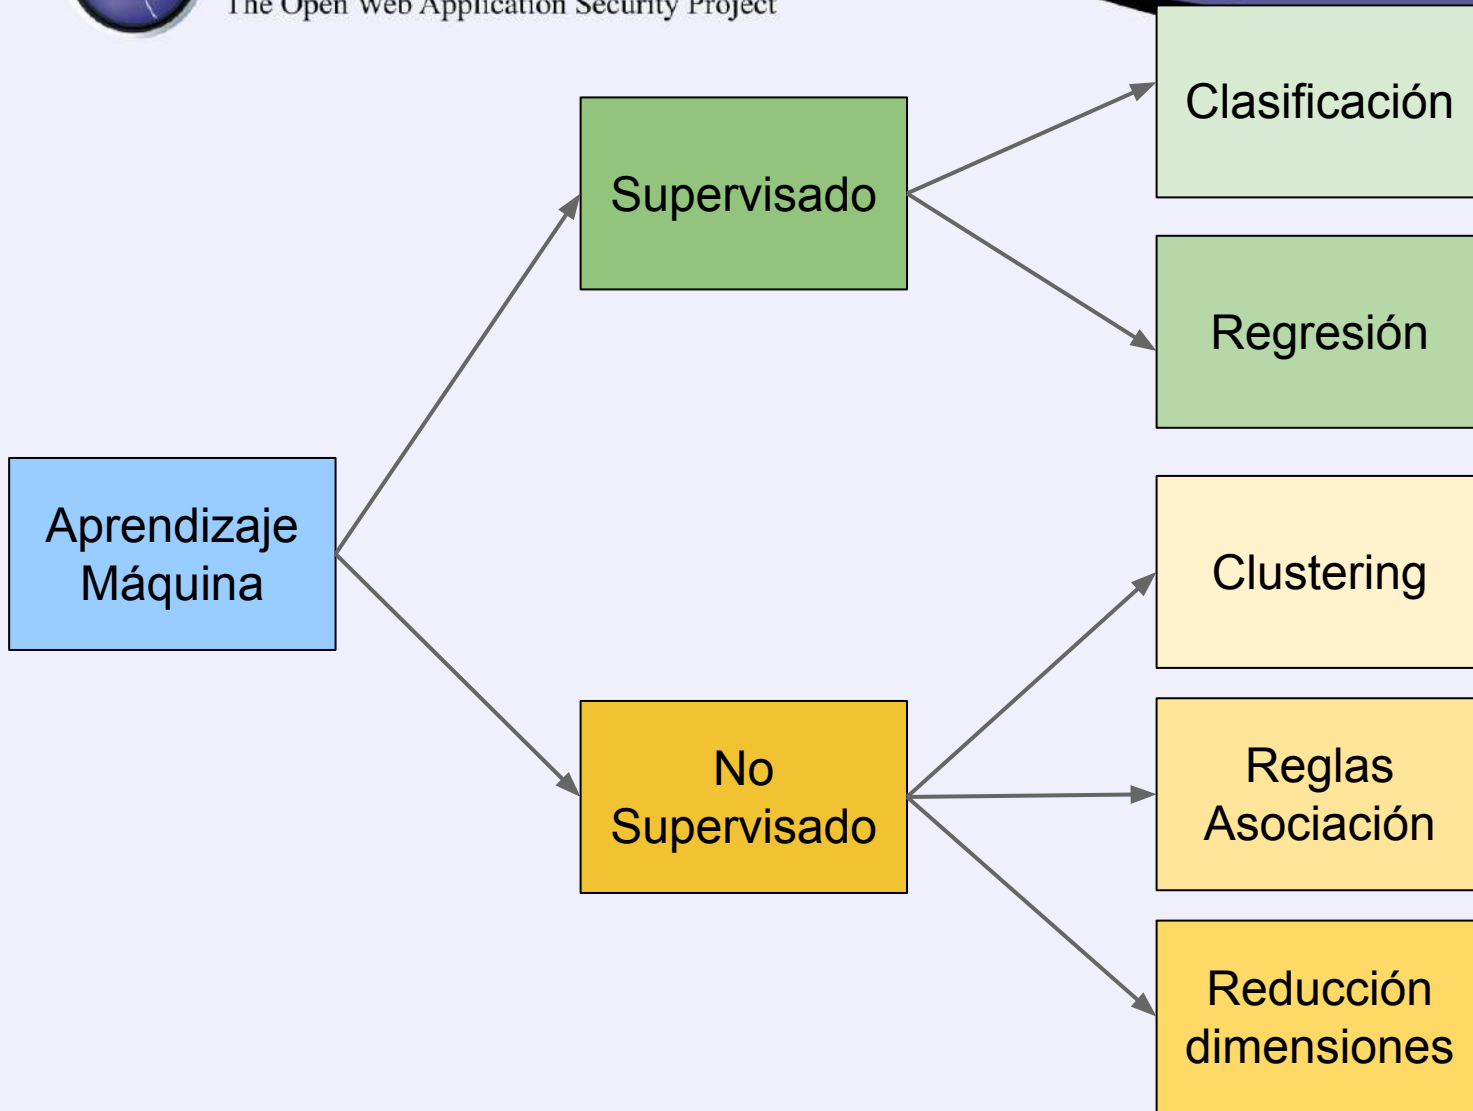 The Open Web Application Security Project
Clasificación
Supervisado
Regresión
Aprendizaje
Máquina
Clustering
No
Supervisado
Reglas
Asociación
Reducción
dimensiones